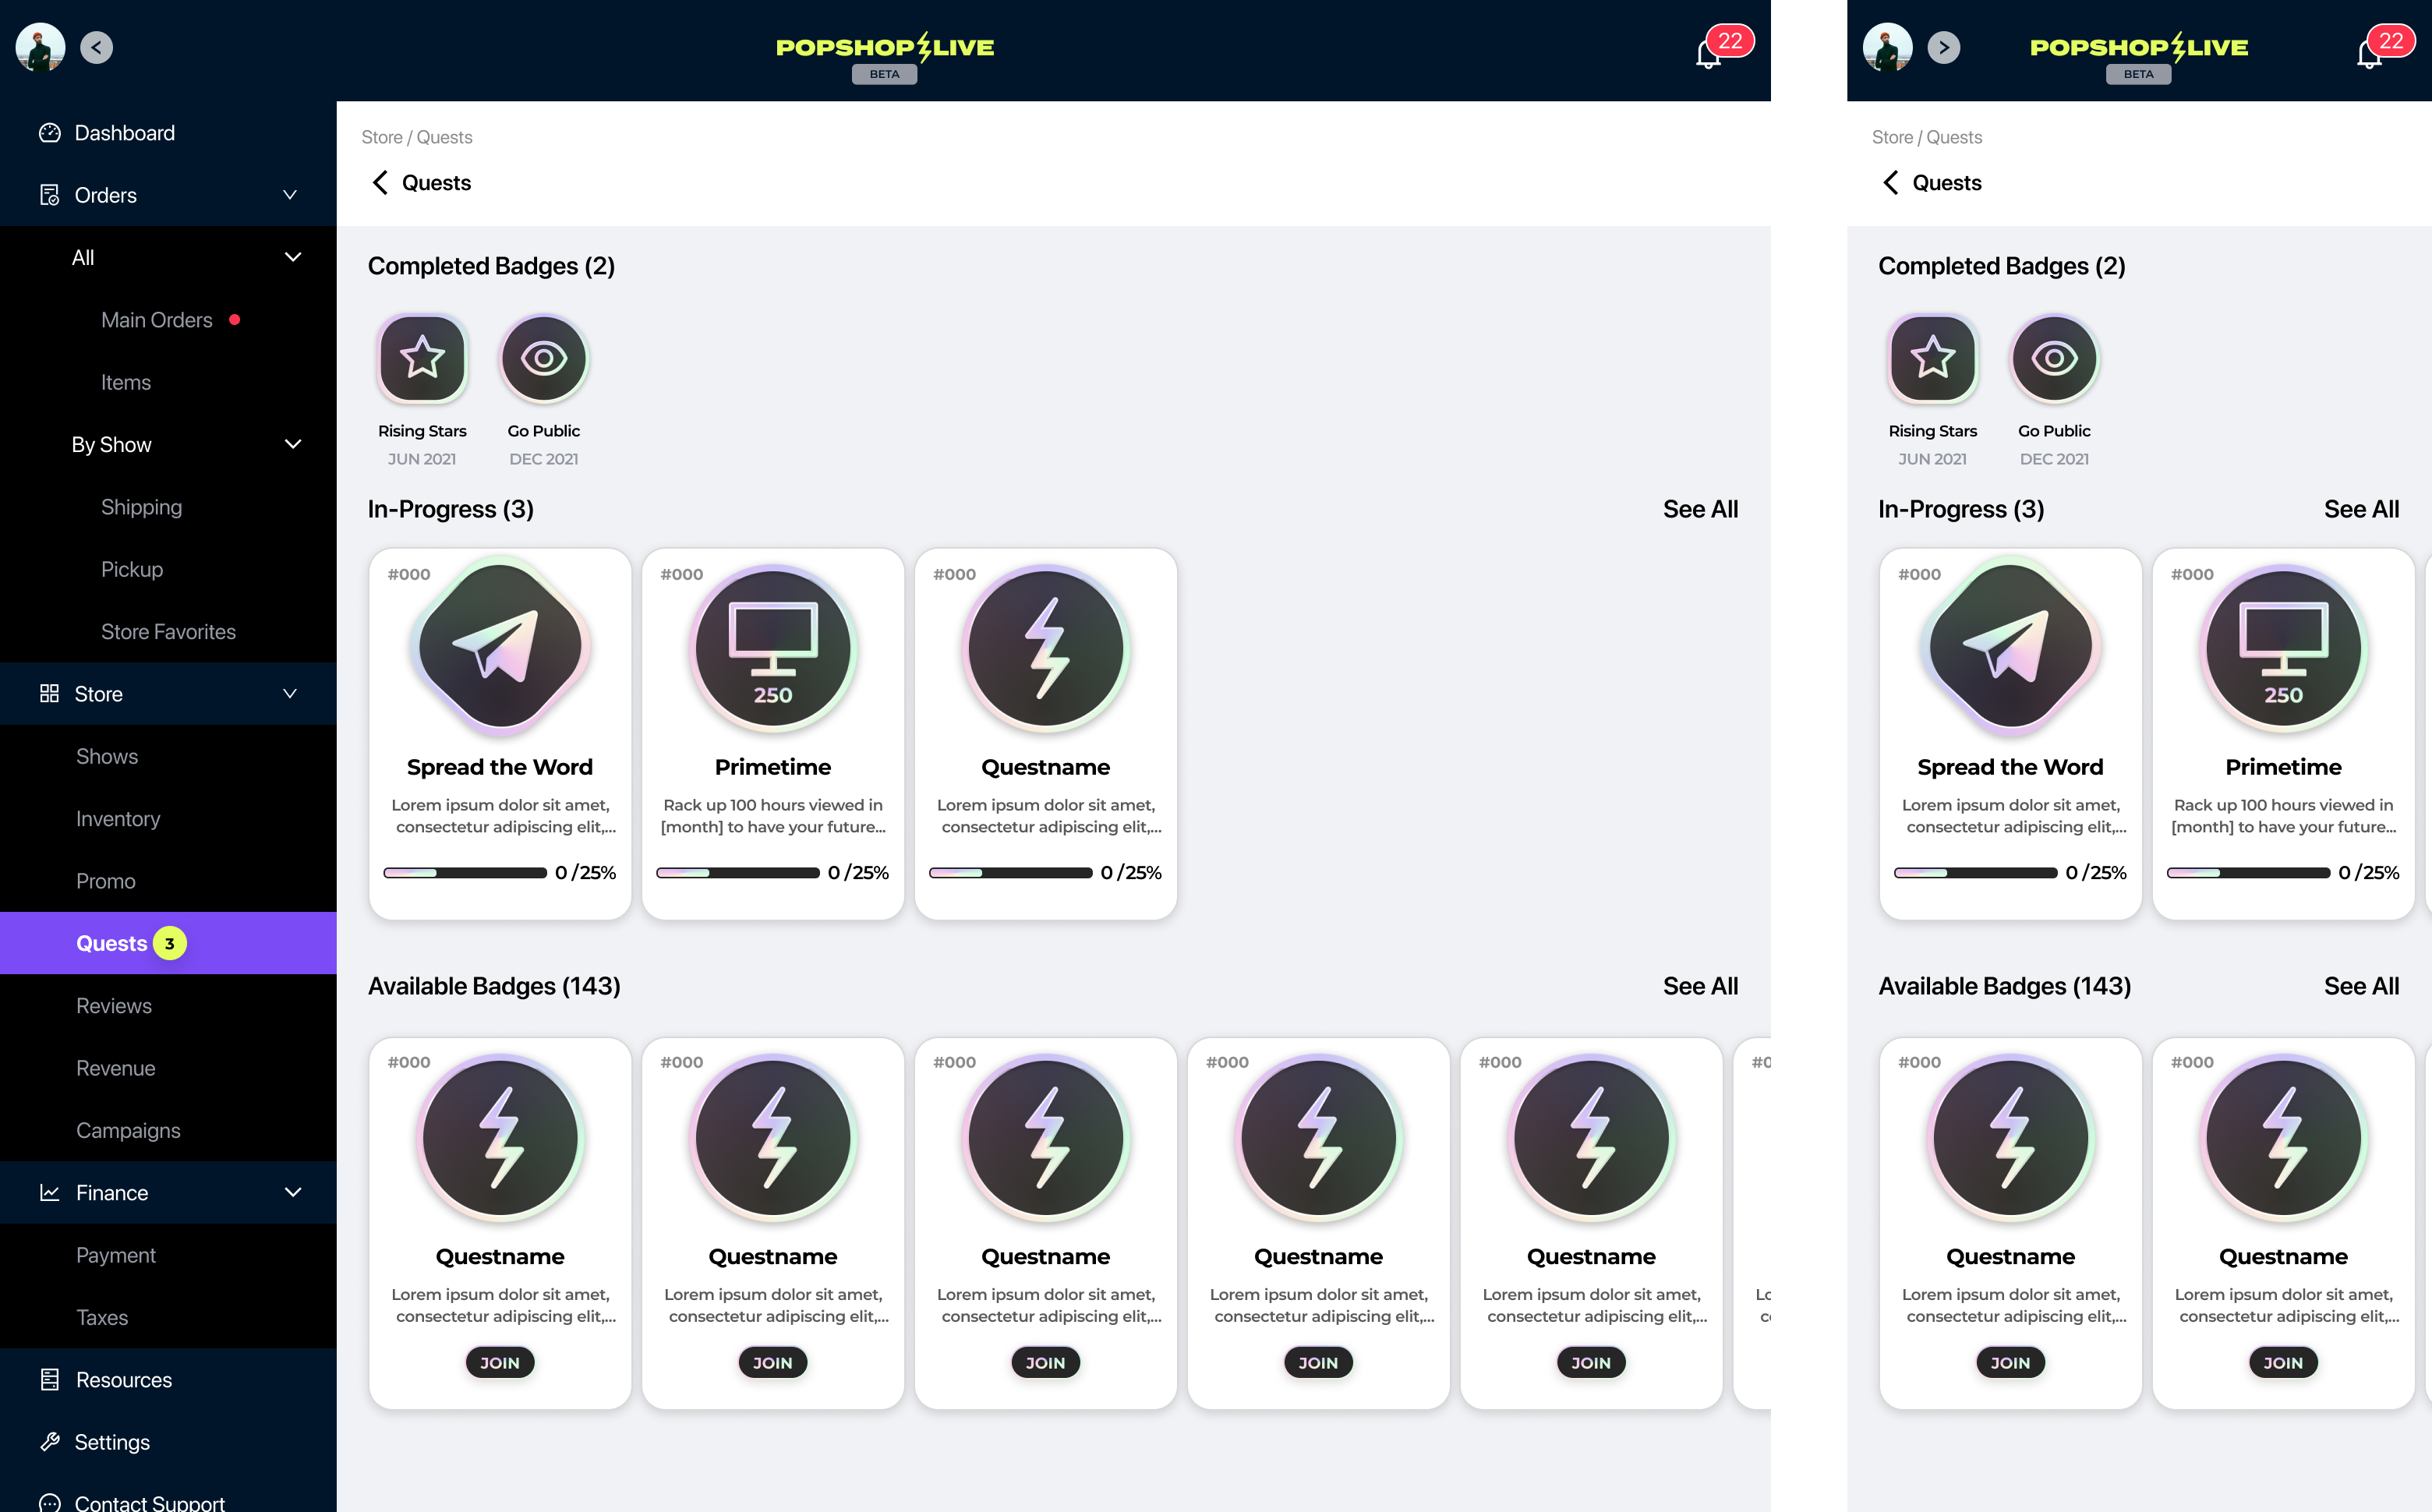 POPSHOP LIVE
BETA
22
Dashboard
Orders
All
Main Orders
Items
By Show
Shipping
Pickup
Store Favorites
Store
Shows
Inventory
Promo
Quests 3
Reviews
Revenue
Campaigns
Finance
Payment
Taxes
Resources
Settings
Contact Support
Store / Quests
Quests
Completed Badges (2)
Rising Stars
JUN 2021
Go Public
DEC 2021
In-Progress (3)
See All
#000
Spread the Word
Lorem ipsum dolor sit amet,
consectetur adipiscing elit,...
0 /25%
#000
250
Primetime
Rack up 100 hours viewed in
[month] to have your future...
0 /25%
#000
Questname
Lorem ipsum dolor sit amet,
consectetur adipiscing elit,...
0 /25%
Available Badges (143)
See All
#000
Questname
Lorem ipsum dolor sit amet,
consectetur adipiscing elit,...
JOIN
#000
Questname
Lorem ipsum dolor sit amet,
consectetur adipiscing elit,...
JOIN
#000
Questname
Lorem ipsum dolor sit amet,
consectetur adipiscing elit,...
JOIN
#000
Questname
Lorem ipsum dolor sit amet,
consectetur adipiscing elit,...
JOIN
#000
Questname
Lorem ipsum dolor sit amet,
consectetur adipiscing elit,...
JOIN
POPSHOP LIVE
BETA
22
Store / Quests
Quests
Completed Badges (2)
Rising Stars
JUN 2021
Go Public
DEC 2021
In-Progress (3)
See All
#000
Spread the Word
Lorem ipsum dolor sit amet,
consectetur adipiscing elit,...
0 /25%
#000
250
Primetime
Rack up 100 hours viewed in
[month] to have your future...
0 /25%
Available Badges (143)
See All
#000
Questname
Lorem ipsum dolor sit amet,
consectetur adipiscing elit,...
JOIN
#000
Questname
Lorem ipsum dolor sit amet,
consectetur adipiscing elit,...
JOIN